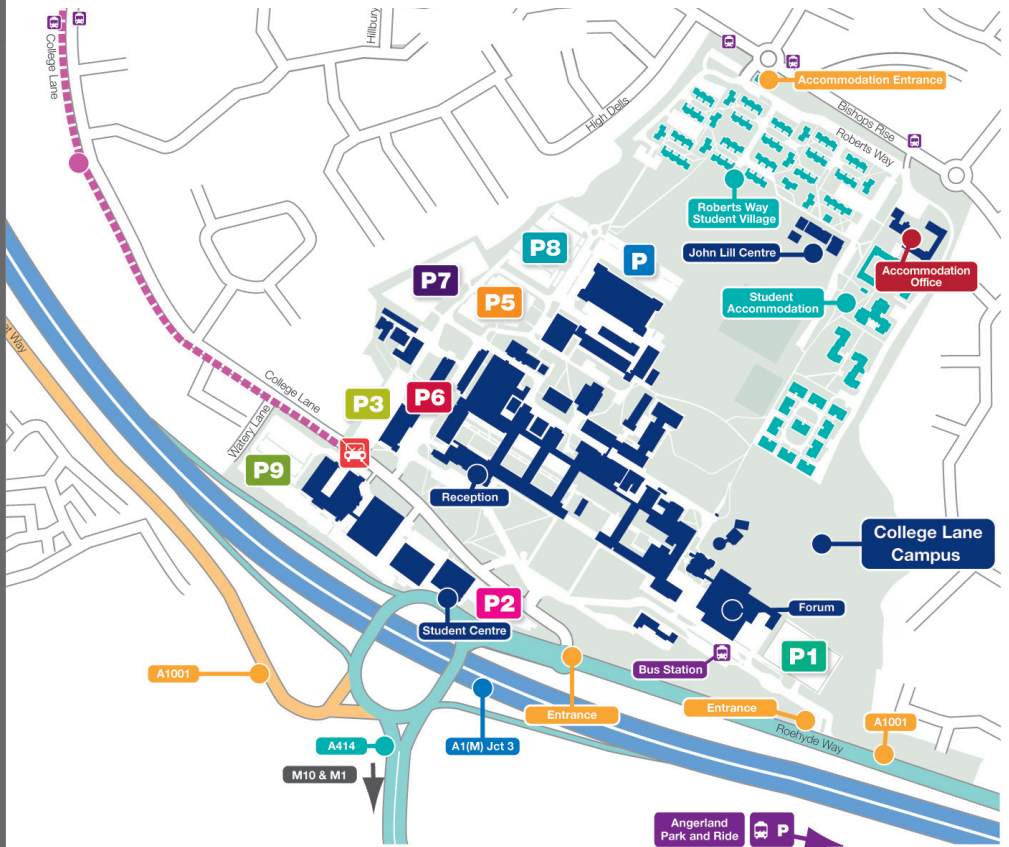 College Lane
Hillbury
High Dells
Accommodation Entrance
Bishops Rise
Roberts Way
Roberts Way
Student Village
John Lill Centre
Accommodation
Office
Student
Accommodation
P8
P
P7
P5
P3
P6
College Lane
Watery Lane
P9
Reception
College Lane
Campus
P2
Student Centre
Forum
Bus Station
P1
A1001
Entrance
Entrance
A1001
Roehyde Way
A414
A1(M) Jct 3
M10 & M1
Angerland
Park and Ride
P
Way